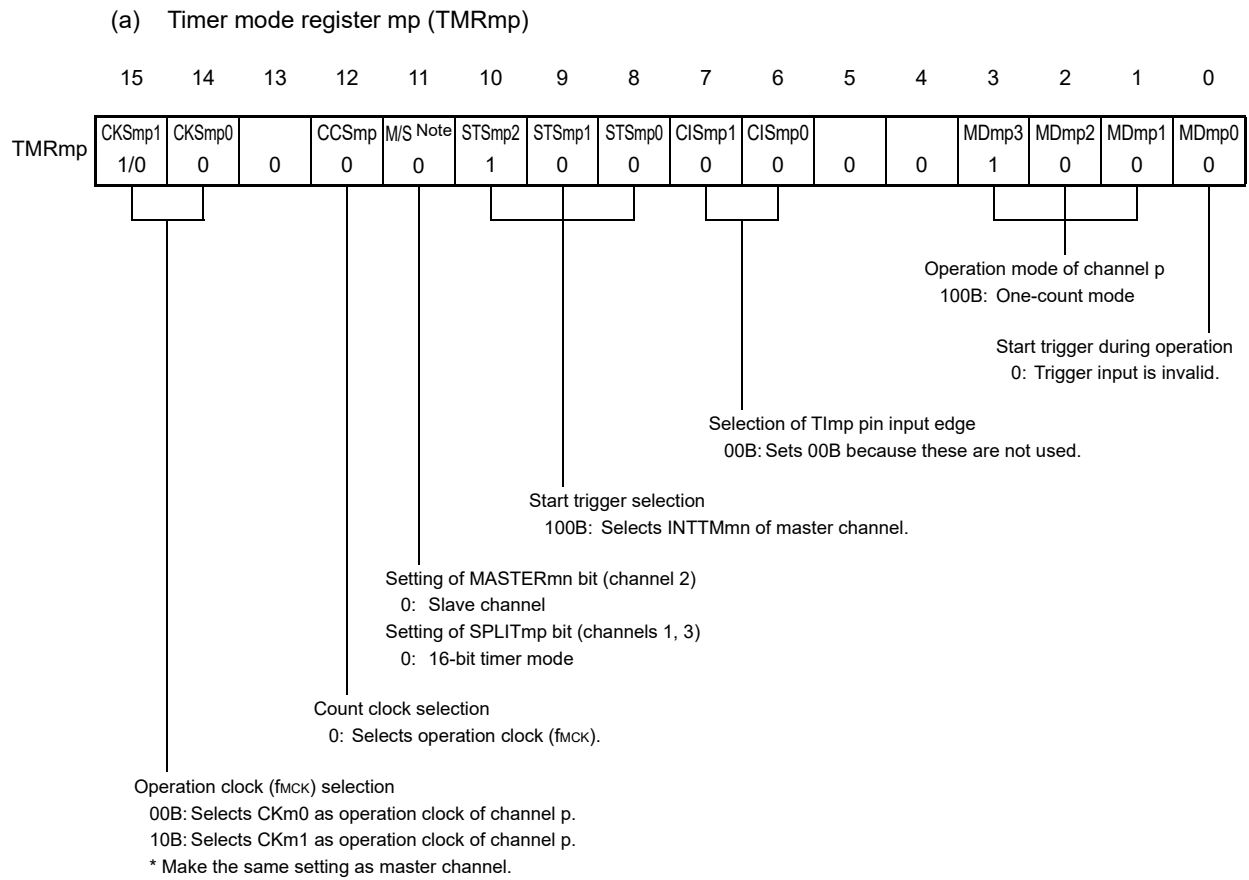 (a) Timer mode register mp (TMRmp)
15 14 13 12 11 10 9 8 7 6 5 4 3 2 1 0
TMRmp CKSmp1 CKSmp0 CCSmp M/S Note STSmp2 STSmp1 STSmp0 CISmp1 CISmp0 MDmp3 MDmp2 MDmp1 MDmp0
1/0 0 0 0 0 1 0 0 0 0 0 0 1 0 0 0
Operation mode of channel p
100B: One-count mode
Start trigger during operation
0: Trigger input is invalid.
Selection of TImp pin input edge
00B: Sets 00B because these are not used.
Start trigger selection
100B: Selects INTTMmn of master channel.
Setting of MASTERmn bit (channel 2)
0: Slave channel
Setting of SPLITmp bit (channels 1, 3)
0: 16-bit timer mode
Count clock selection
0: Selects operation clock (fMCK).
Operation clock (fMCK) selection
00B: Selects CKm0 as operation clock of channel p.
10B: Selects CKm1 as operation clock of channel p.
* Make the same setting as master channel.